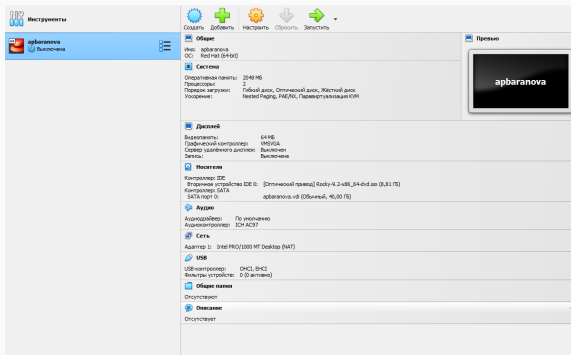 Инструменты
apbaranova
Выключена
Создать Добавить Настроить Сбросить Запустить
Общие
Имя: apbaranova
ОС: Red Hat (64-bit)
Система
Оперативная память: 2048 МБ
Процессоры: 2
Порядок загрузки: Гибкий диск, Оптический диск, Жёсткий диск
Ускорение: Nested Paging, PAE/NX, Паравиртуализация KVM
Превью
apbaranova
Дисплей
Видеопамять: 64 МБ
Графический контроллер: VMSVGA
Сервер удалённого дисплея: Выключен
Запись: Выключена
Носители
Контроллер: IDE
Вторичное устройство IDE 0: [Оптический привод] Rocky-9.2-x86_64-dvd.iso (8,81 ГБ)
Контроллер: SATA
SATA порт 0: apbaranova.vdi (Обычный, 40,00 ГБ)
Аудио
Аудиодрайвер: По умолчанию
Аудиоконтроллер: ICH AC97
Сеть
Адаптер 1: Intel PRO/1000 MT Desktop (NAT)
USB
USB-контроллер: OHCI, EHCI
Фильтры устройств: 0 (0 активно)
Общие папки
Отсутствуют
Описание
Отсутствует